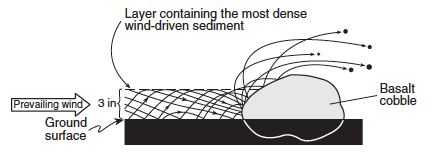 Layer containing the most dense
wind-driven sediment
Prevailing wind
3 in
Ground
surface
Basalt
cobble